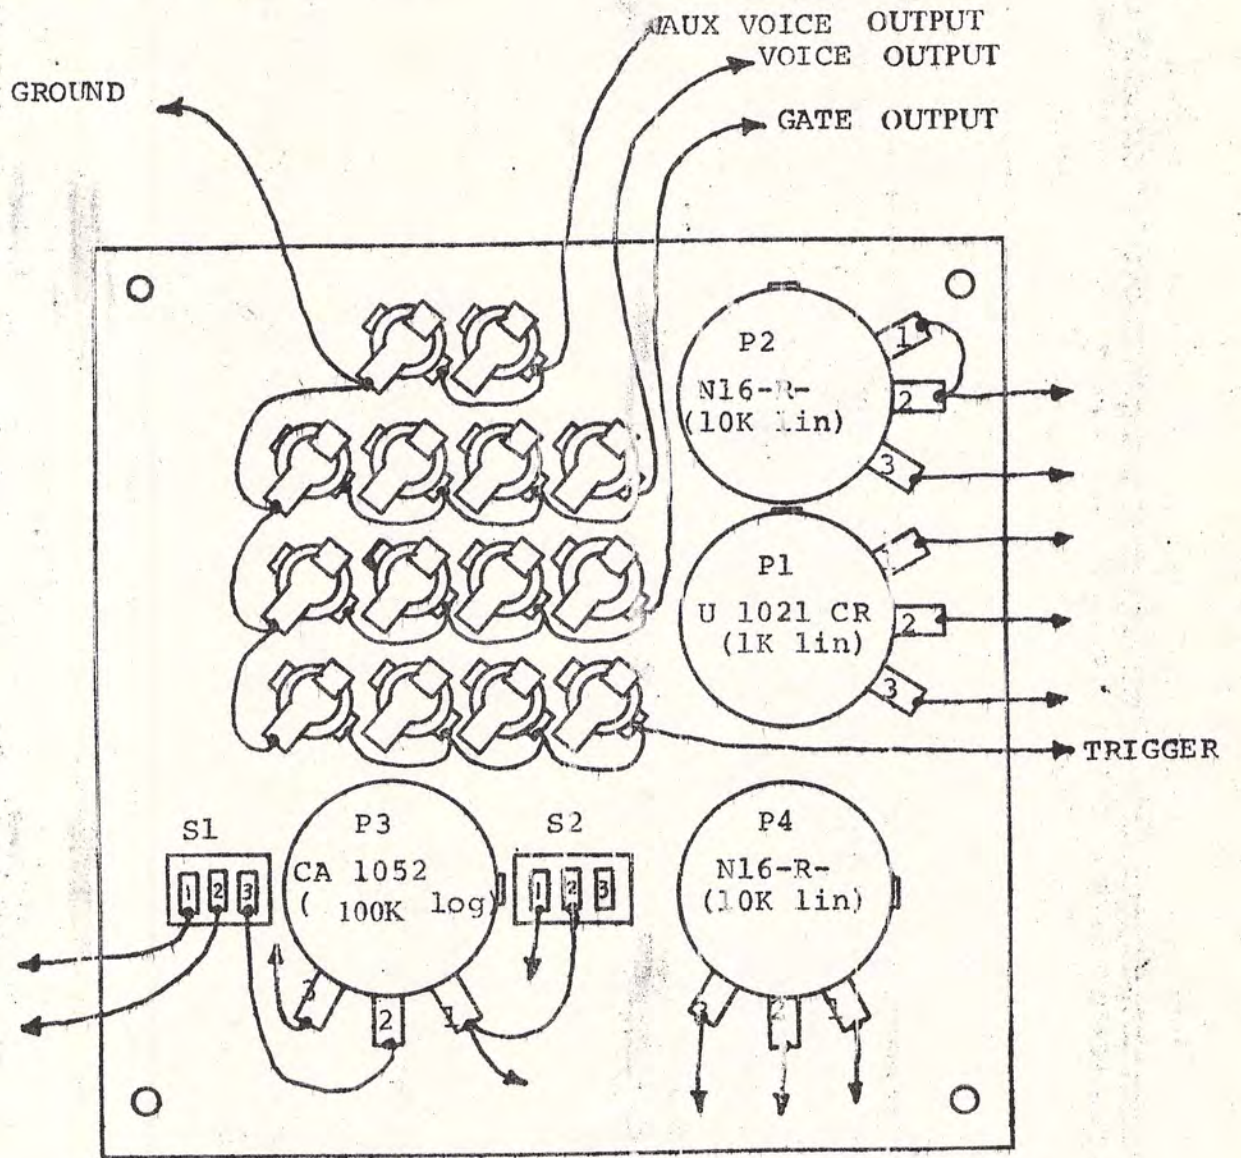 AUX VOICE OUTPUT
VOICE OUTPUT
GROUND
GATE OUTPUT
P2
N16-R-
(10K lin)
1
2
3
P1
U 1021 CR
(1K lin)
2
3
TRIGGER
S1
1 2 3
P3
CA 1052
( 100K log)
3
2
1
S2
1 2 3
P4
N16-R-
(10K lin)
3
2
1